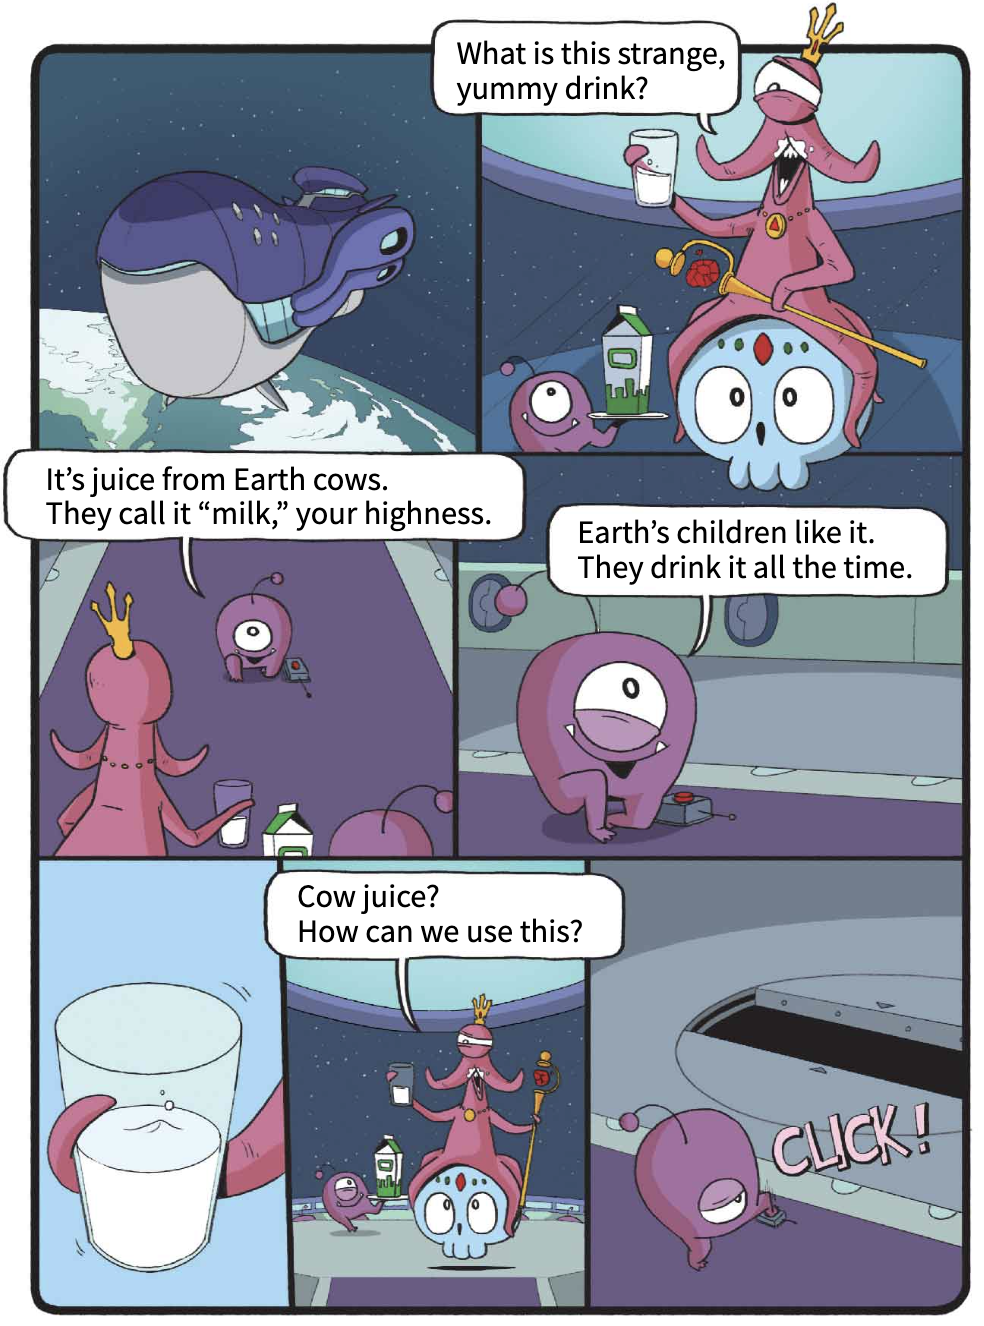 What is this strange,
yummy drink?
It’s juice from Earth cows.
They call it “milk,” your highness.
Earth’s children like it.
They drink it all the time.
Cow juice?
How can we use this?
CLICK!